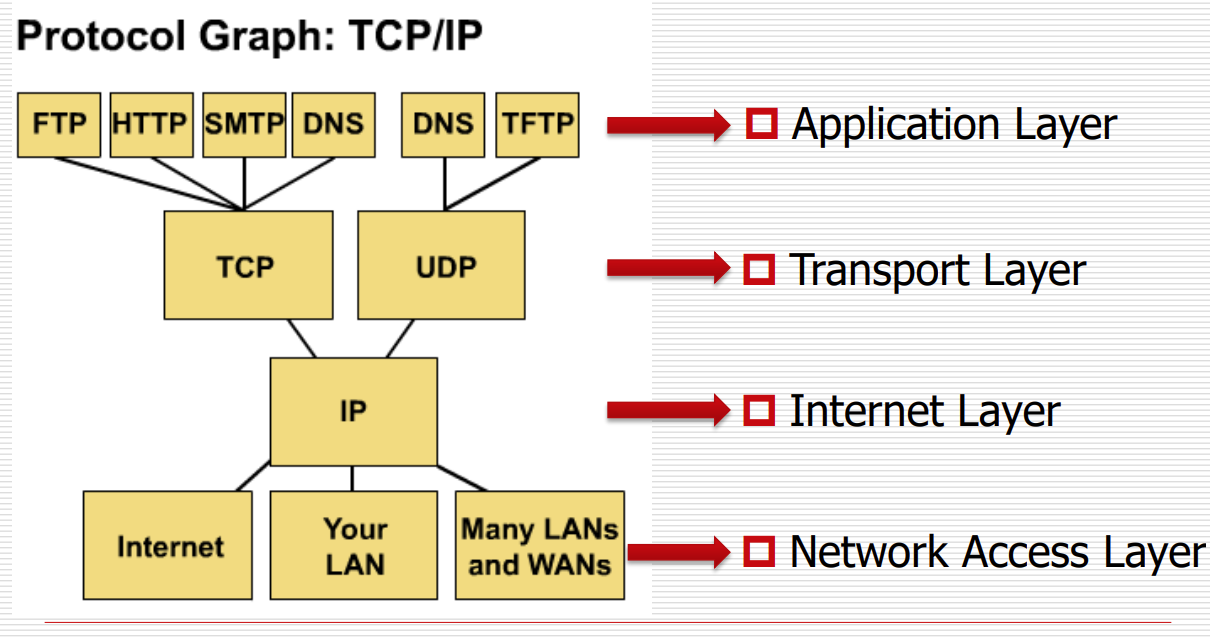 Protocol Graph: TCP/IP
FTP HTTP SMTP DNS DNS TFTP
Application Layer
TCP UDP
Transport Layer
IP
Internet Layer
Internet
Your
LAN
Many LANs
and WANs
Network Access Layer